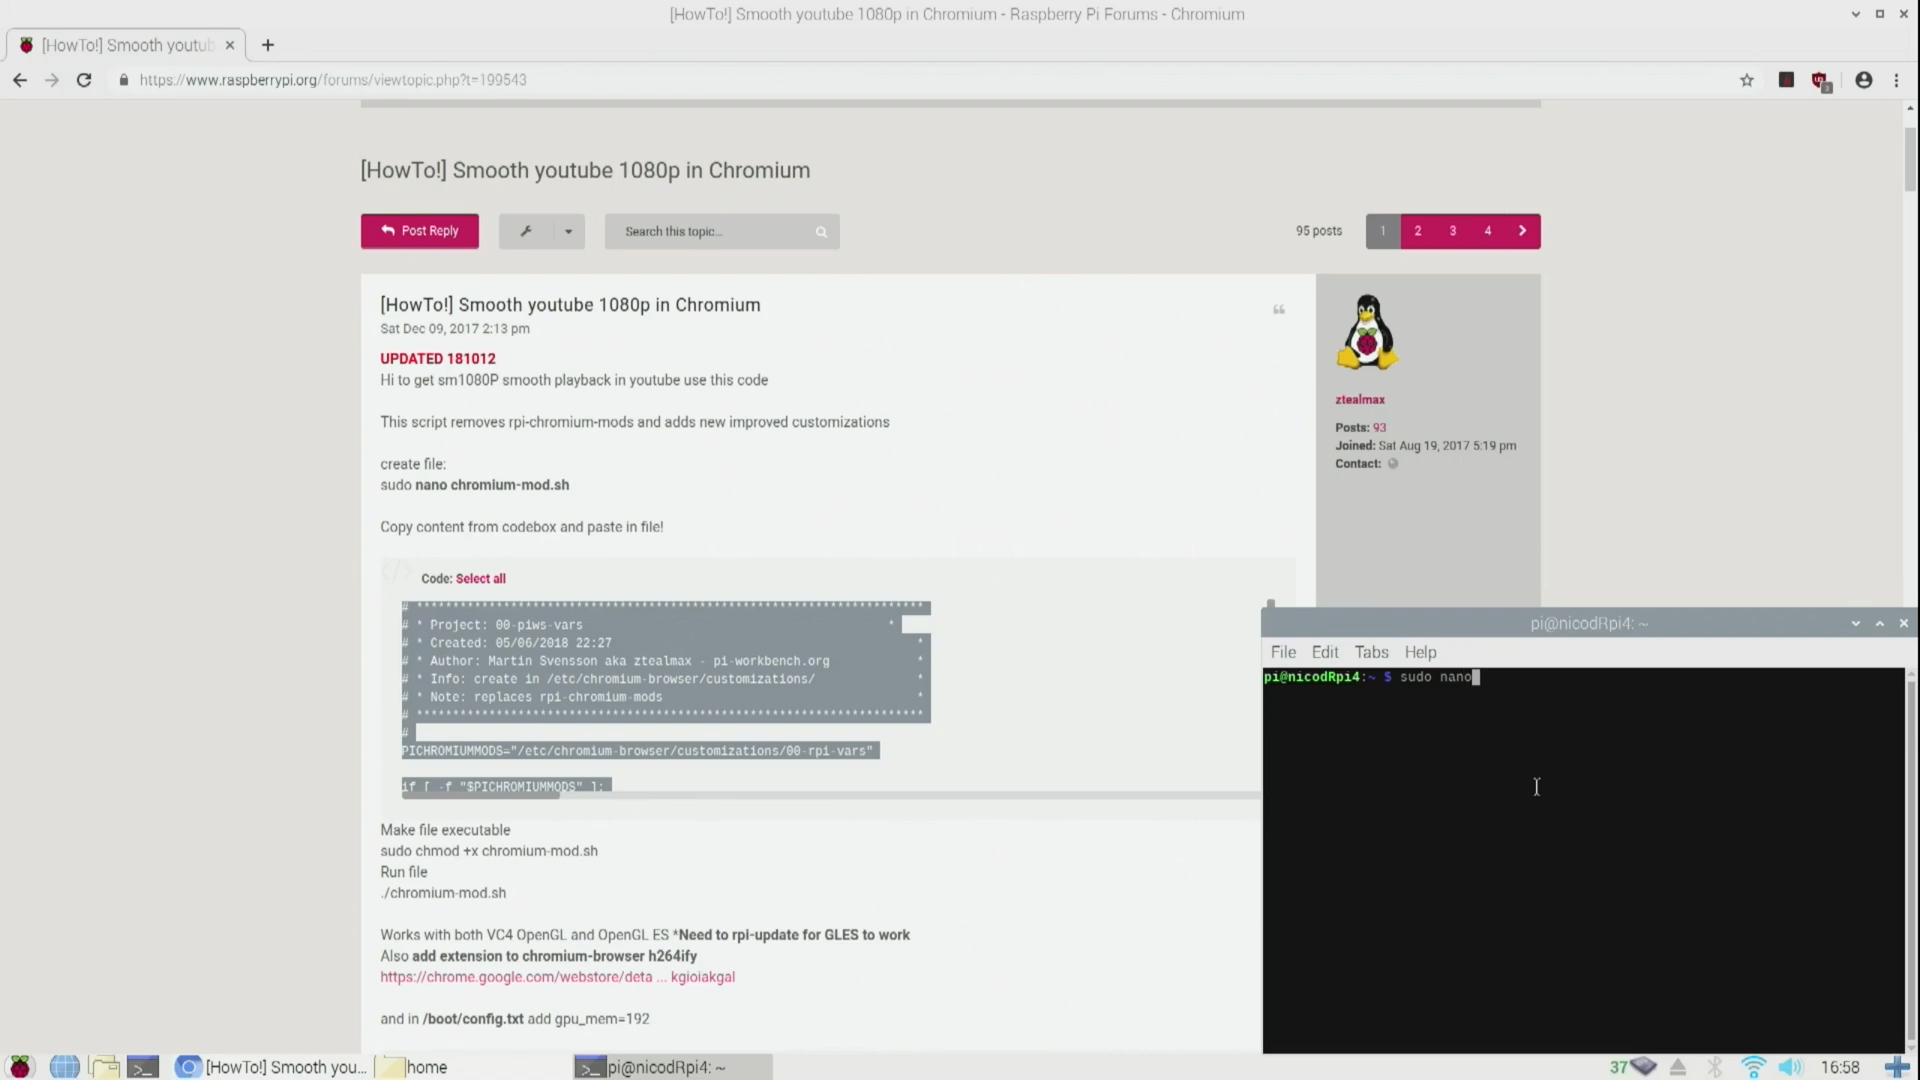 [HowTo!] Smooth youtube 1080p in Chromium - Raspberry Pi Forums - Chromium
[HowTo!] Smooth youtub
https://www.raspberrypi.org/forums/viewtopic.php?t=199543
[HowTo!] Smooth youtube 1080p in Chromium
Post Reply
Search this topic...
95 posts
1 2 3 4
[HowTo!] Smooth youtube 1080p in Chromium
Sat Dec 09, 2017 2:13 pm
UPDATED 181012
Hi to get sm1080P smooth playback in youtube use this code
This script removes rpi-chromium-mods and adds new improved customizations
create file:
sudo nano chromium-mod.sh
Copy content from codebox and paste in file!
Code: Select all
# * Project: 00-piws-vars *
# * Created: 05/06/2018 22:27 *
# * Author: Martin Svensson aka ztealmax - pi-workbench.org *
# * Info: create in /etc/chromium-browser/customizations/ *
# * Note: replaces rpi-chromium-mods *
#
PICHROMIUMMODS="/etc/chromium-browser/customizations/00-rpi-vars"
if [ -f "$PICHROMIUMMODS" ];
Make file executable
sudo chmod +x chromium-mod.sh
Run file
./chromium-mod.sh
Works with both VC4 OpenGL and OpenGL ES *Need to rpi-update for GLES to work
Also add extension to chromium-browser h264ify
https://chrome.google.com/webstore/deta ... kgioiakgal
and in /boot/config.txt add gpu_mem=192
ztealmax
Posts: 93
Joined: Sat Aug 19, 2017 5:19 pm
Contact:
pi@nicodRpi4: ~
File Edit Tabs Help
pi@nicodRpi4:~ $ sudo nano
[HowTo!] Smooth you...
home
pi@nicodRpi4: ~
37
16:58